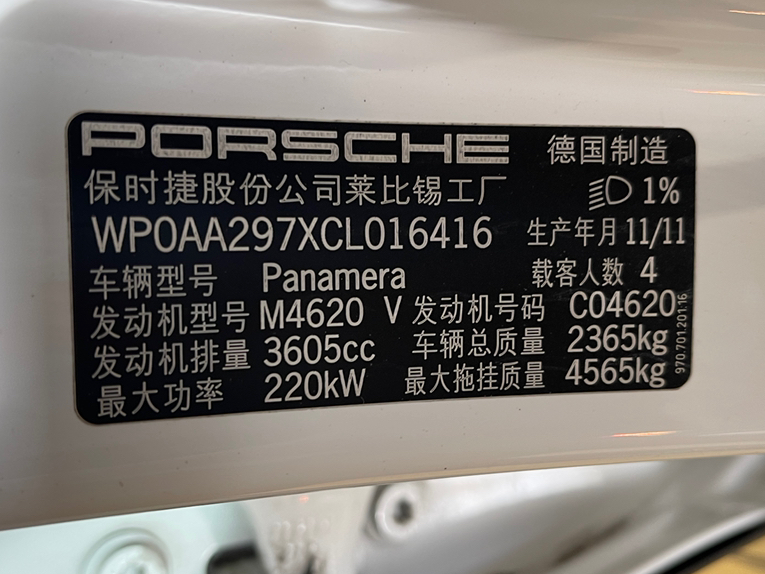 PORSCHE 德国制造
保时捷股份公司莱比锡工厂 1%
WP0AA297XCL016416 生产年月 11/11
车辆型号 Panamera 载客人数 4
发动机型号 M4620 V 发动机号码 C04620
发动机排量 3605cc 车辆总质量 2365kg
最大功率 220kW 最大拖挂质量 4565kg
970.701.201.16